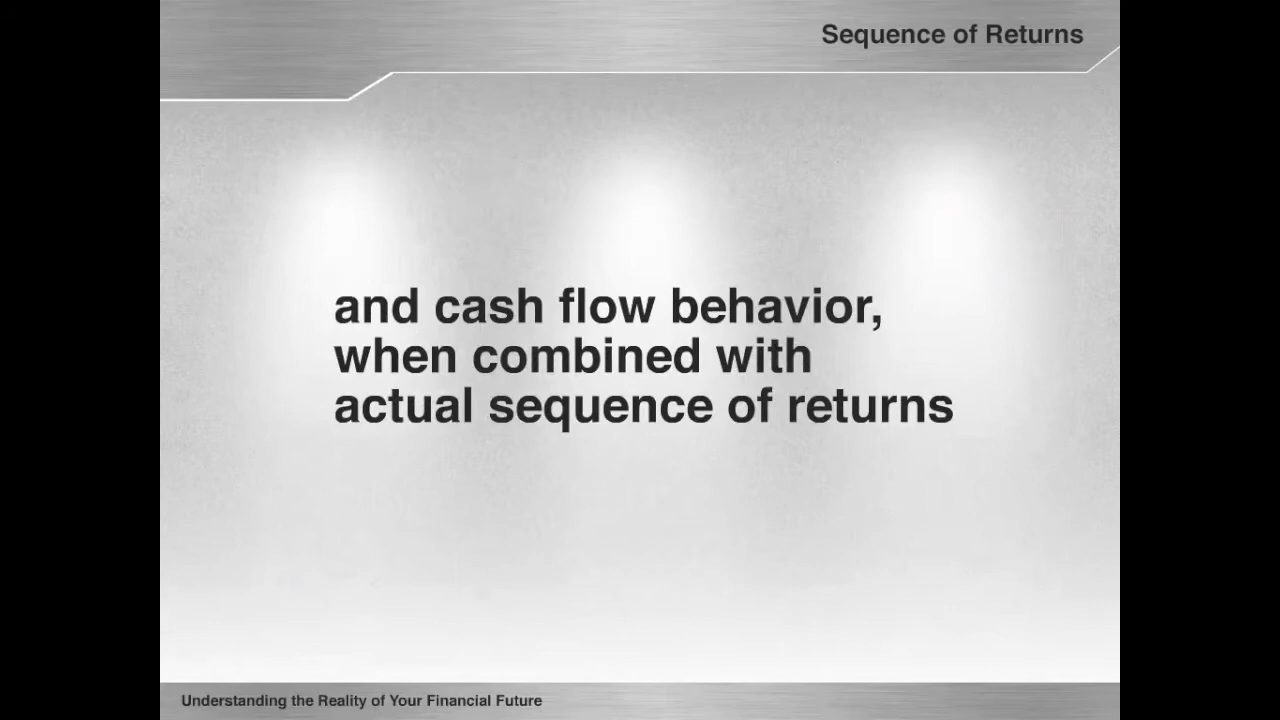 Sequence of Returns
and cash flow behavior,
when combined with
actual sequence of returns
Understanding the Reality of Your Financial Future